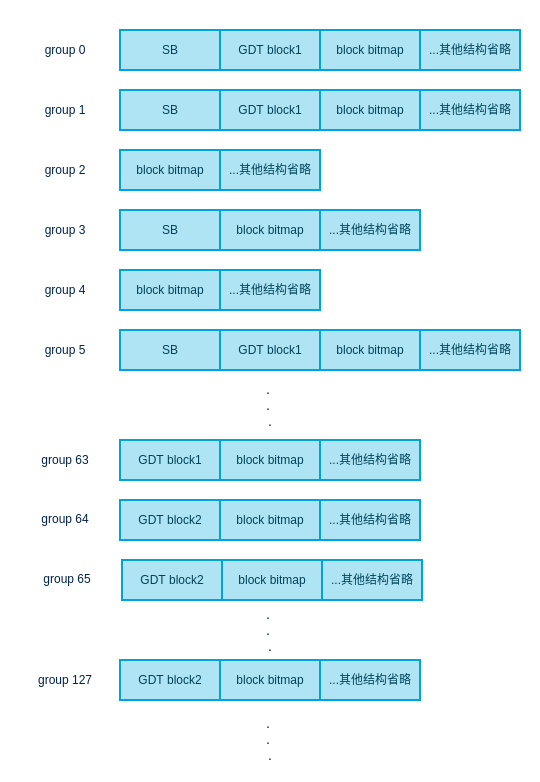 group 0 SB GDT block1 block bitmap ...其他结构省略
group 1 SB GDT block1 block bitmap ...其他结构省略
group 2 block bitmap ...其他结构省略
group 3 SB block bitmap ...其他结构省略
group 4 block bitmap ...其他结构省略
group 5 SB GDT block1 block bitmap ...其他结构省略
.
.
.
group 63 GDT block1 block bitmap ...其他结构省略
group 64 GDT block2 block bitmap ...其他结构省略
group 65 GDT block2 block bitmap ...其他结构省略
.
.
.
group 127 GDT block2 block bitmap ...其他结构省略
.
.
.